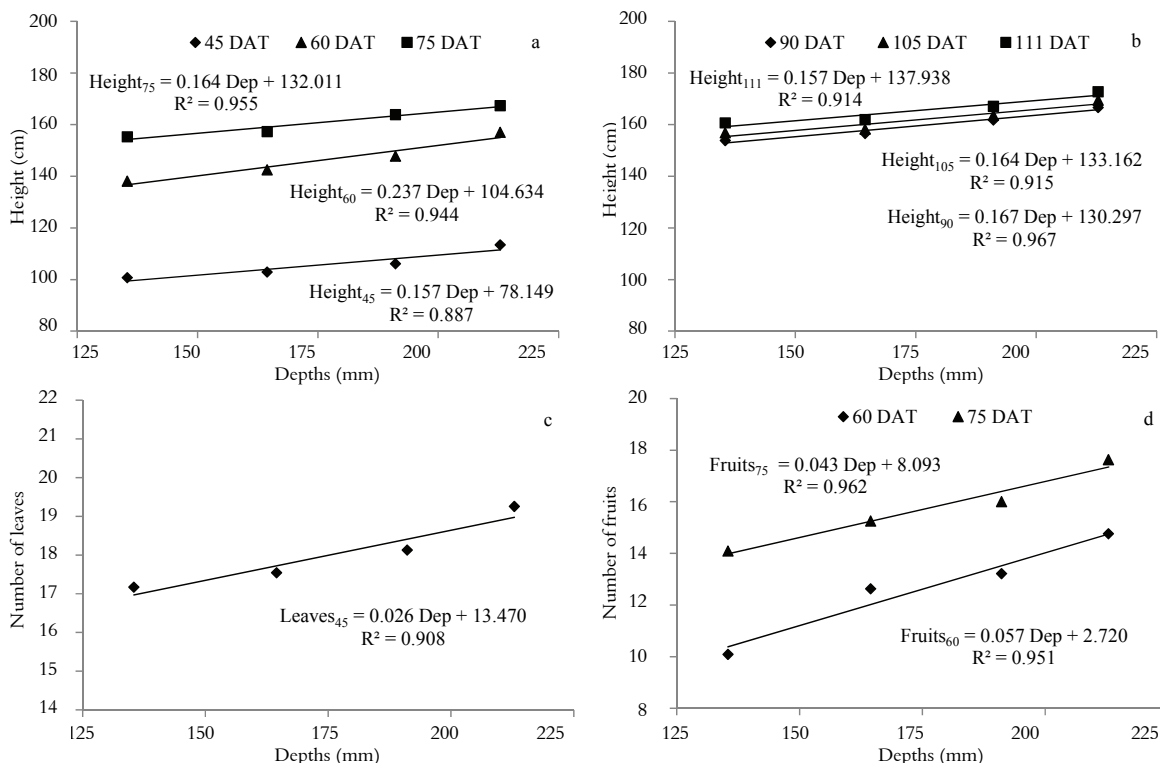 200
180
160
140
120
100
80
Height (cm)
45 DAT 60 DAT 75 DAT
a
Height75 = 0.164 Dep + 132.011
R² = 0.955
Height60 = 0.237 Dep + 104.634
R² = 0.944
Height45 = 0.157 Dep + 78.149
R² = 0.887
125 150 175 200 225
Depths (mm)
200
180
160
140
120
100
80
Height (cm)
90 DAT 105 DAT 111 DAT
b
Height111 = 0.157 Dep + 137.938
R² = 0.914
Height105 = 0.164 Dep + 133.162
R² = 0.915
Height90 = 0.167 Dep + 130.297
R² = 0.967
125 150 175 200 225
Depths (mm)
22
21
20
19
18
17
16
15
14
Number of leaves
c
Leaves45 = 0.026 Dep + 13.470
R² = 0.908
125 150 175 200 225
Depths (mm)
20
18
16
14
12
10
8
Number of fruits
60 DAT 75 DAT
d
Fruits75 = 0.043 Dep + 8.093
R² = 0.962
Fruits60 = 0.057 Dep + 2.720
R² = 0.951
125 150 175 200 225
Depths (mm)